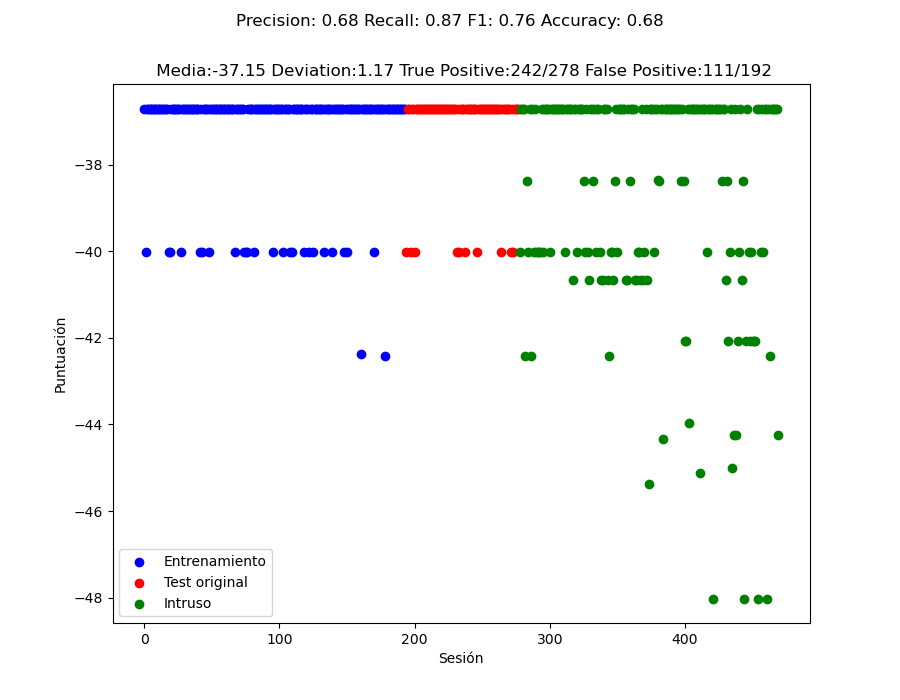 Precision: 0.68 Recall: 0.87 F1: 0.76 Accuracy: 0.68
Media:-37.15 Deviation:1.17 True Positive:242/278 False Positive:111/192
−38
−40
−42
−44
−46
−48
Puntuación
Entrenamiento
Test original
Intruso
0
100
200
300
400
Sesión